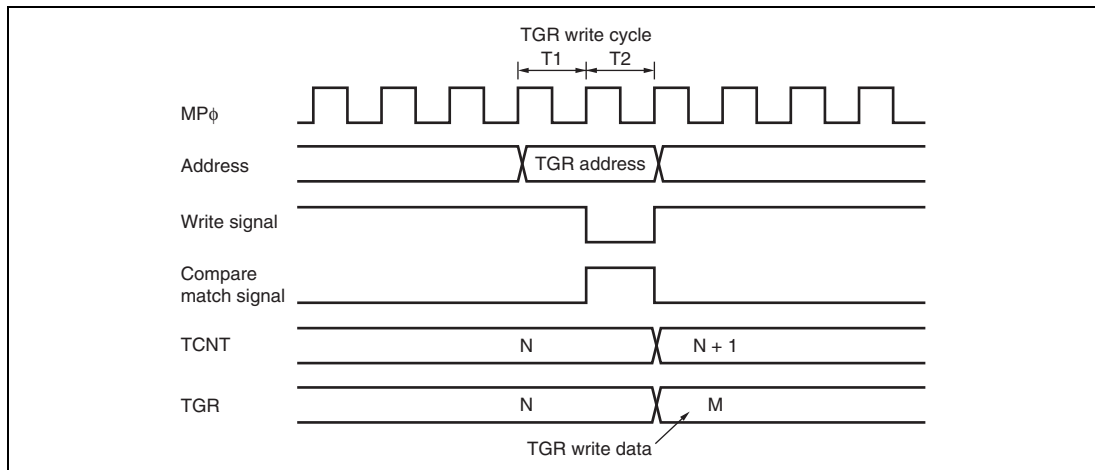 TGR write cycle
T1 T2
MPϕ
Address
TGR address
Write signal
Compare
match signal
TCNT
N
N + 1
TGR
N
M
TGR write data